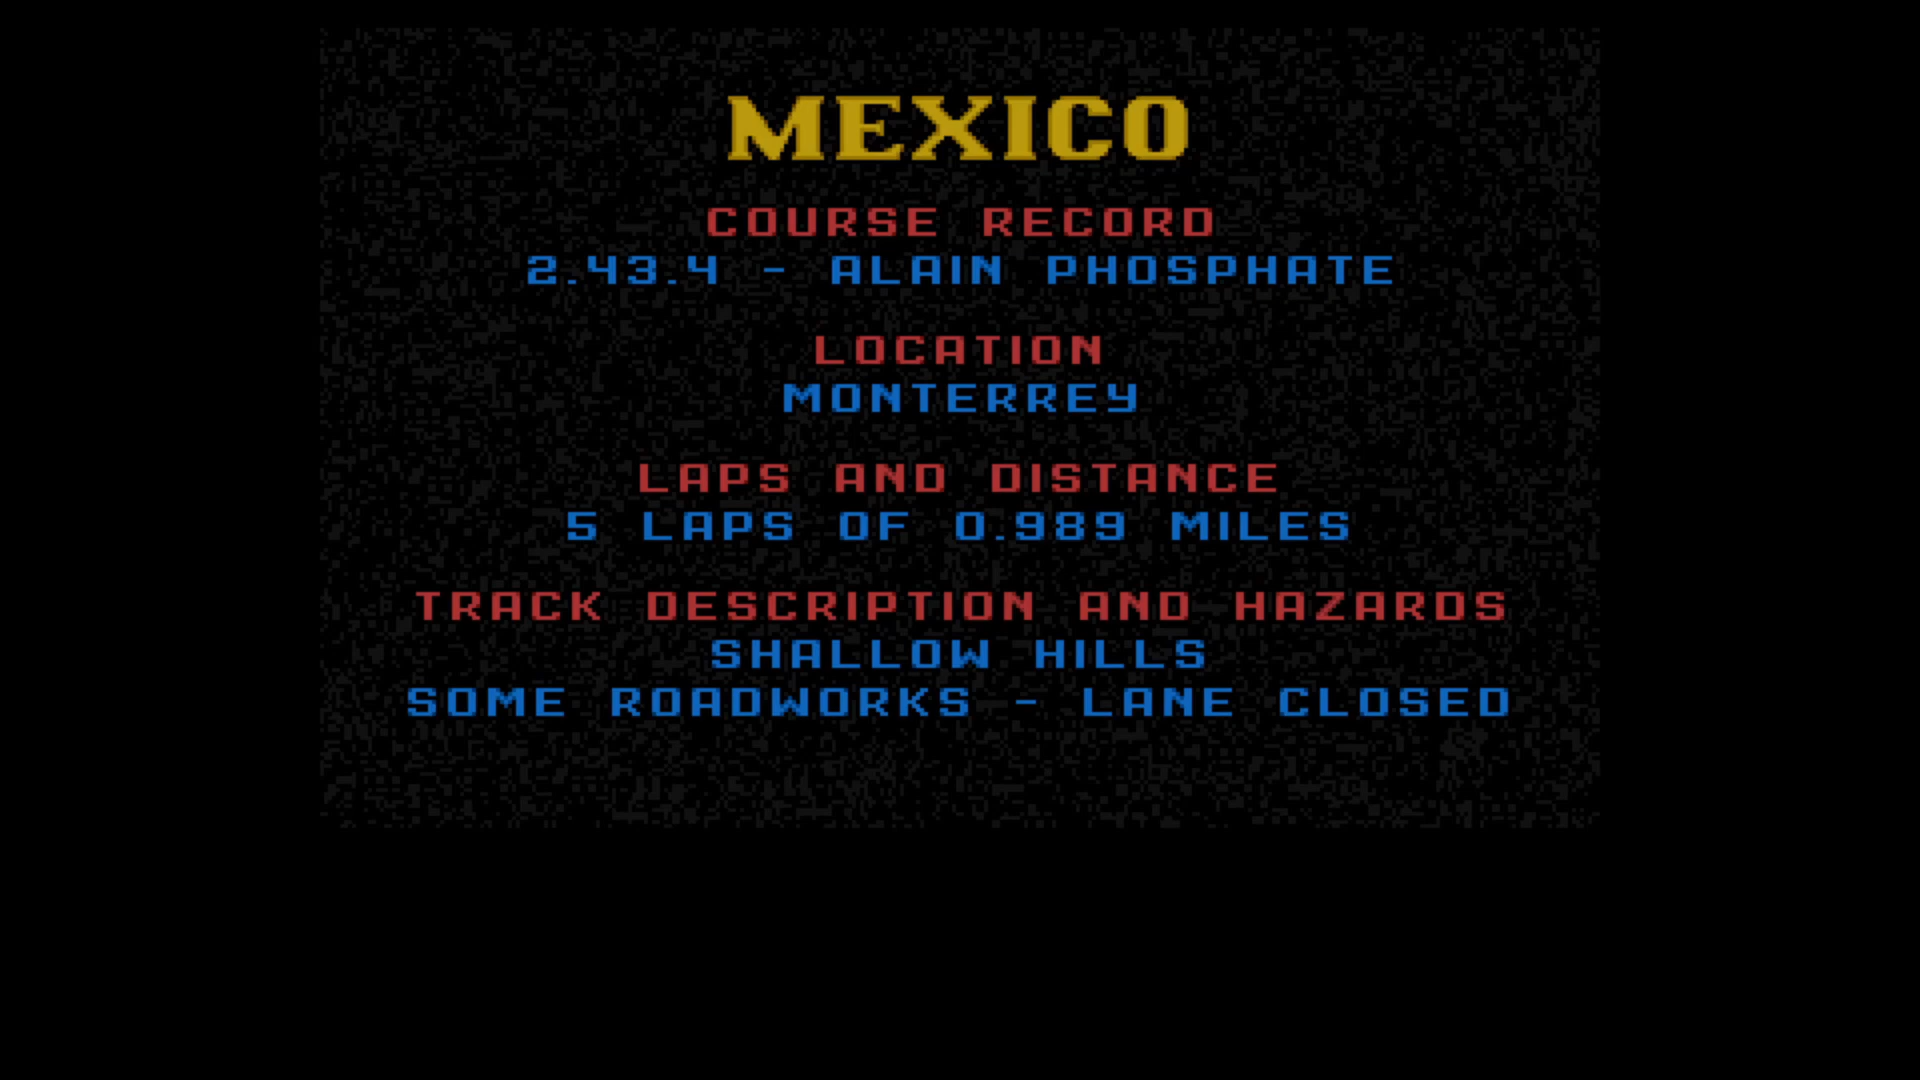 MEXICO
COURSE RECORD
2.43.4 - ALAIN PHOSPHATE
LOCATION
MONTERREY
LAPS AND DISTANCE
5 LAPS OF 0.989 MILES
TRACK DESCRIPTION AND HAZARDS
SHALLOW HILLS
SOME ROADWORKS - LANE CLOSED